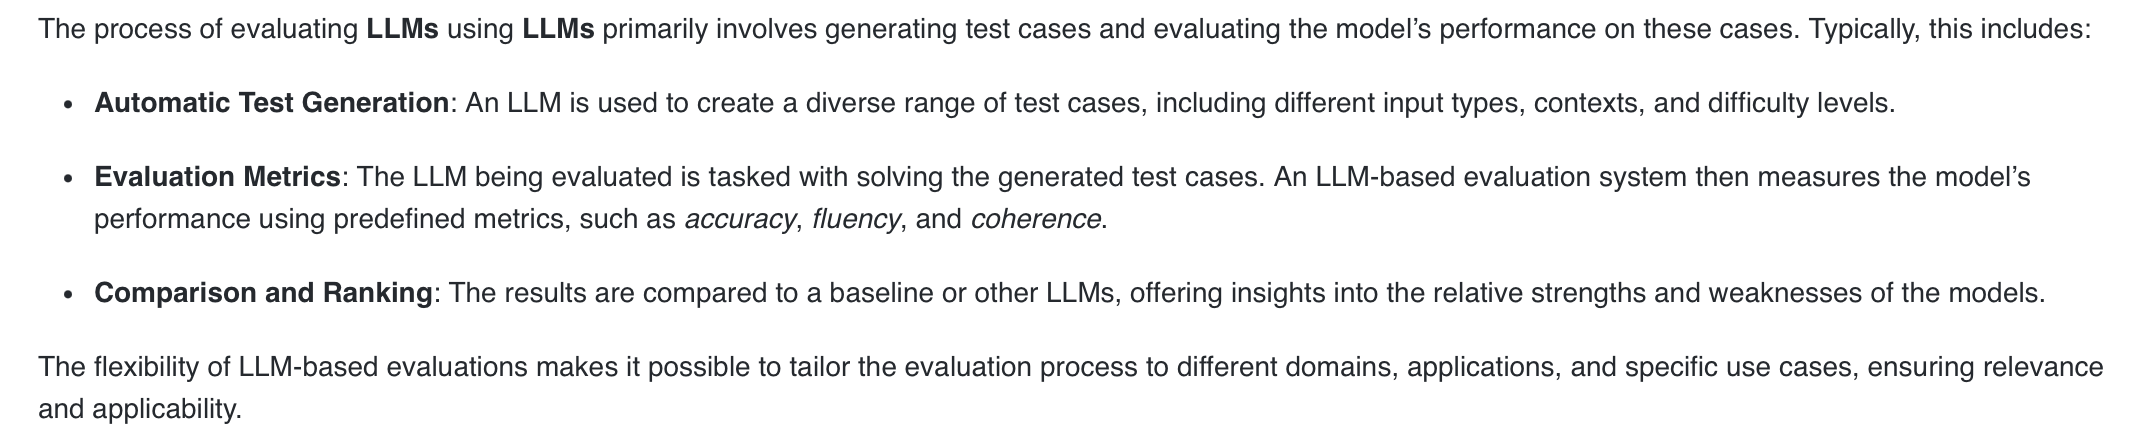 The process of evaluating LLMs using LLMs primarily involves generating test cases and evaluating the model’s performance on these cases. Typically, this includes:
• Automatic Test Generation: An LLM is used to create a diverse range of test cases, including different input types, contexts, and difficulty levels.
• Evaluation Metrics: The LLM being evaluated is tasked with solving the generated test cases. An LLM-based evaluation system then measures the model’s
performance using predefined metrics, such as accuracy, fluency, and coherence.
• Comparison and Ranking: The results are compared to a baseline or other LLMs, offering insights into the relative strengths and weaknesses of the models.
The flexibility of LLM-based evaluations makes it possible to tailor the evaluation process to different domains, applications, and specific use cases, ensuring relevance
and applicability.